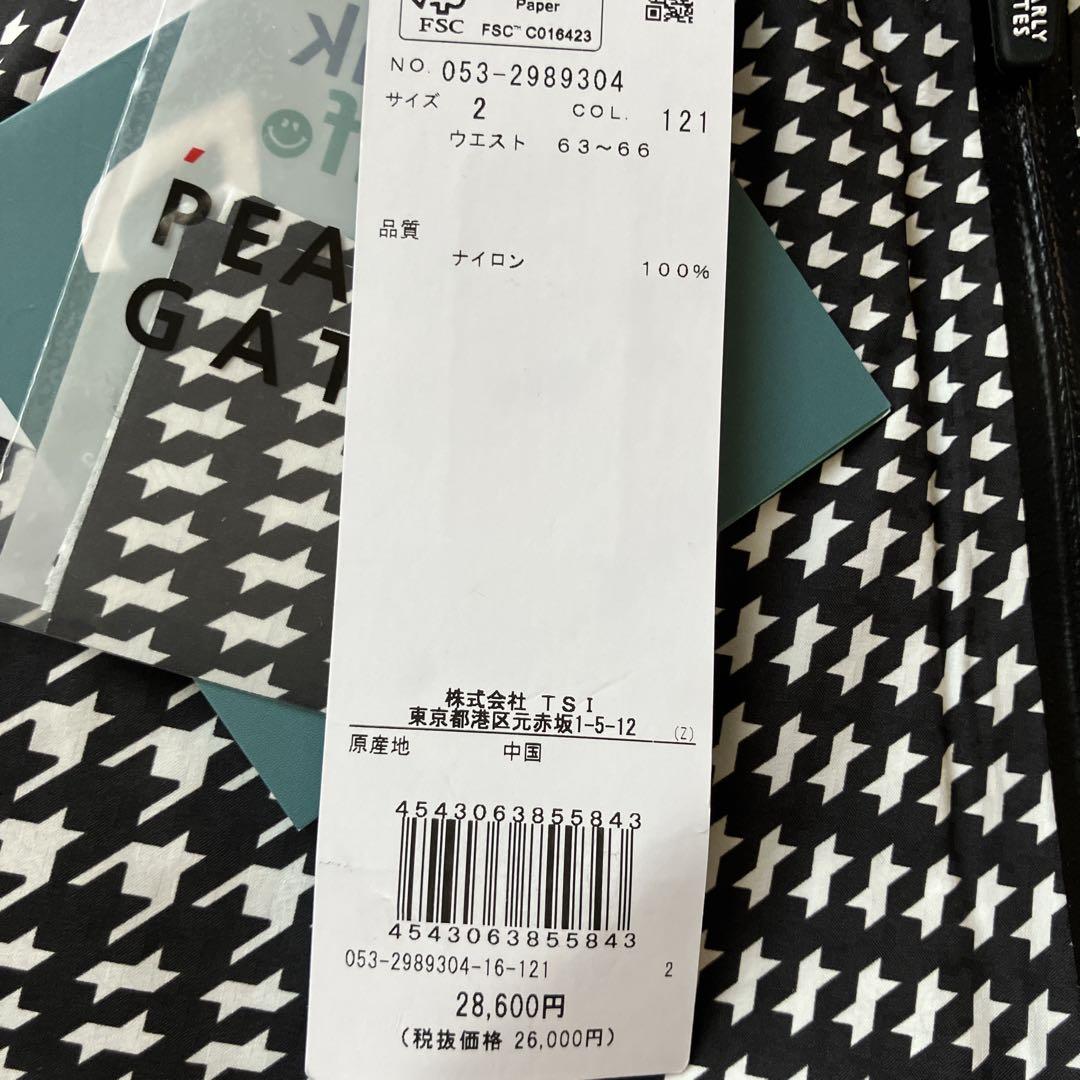 Paper
FSC FSC™ C016423
NO. 053-2989304
サイズ 2 COL. 121
ウエスト 63～66
品質
ナイロン 100%
株式会社 TSI
東京都港区元赤坂1-5-12 (Z)
原産地 中国
4543063855843
4543063855843
053-2989304-16-121 2
28,600円
(税抜価格 26,000円)
PEA
GAT
ARLY
TES